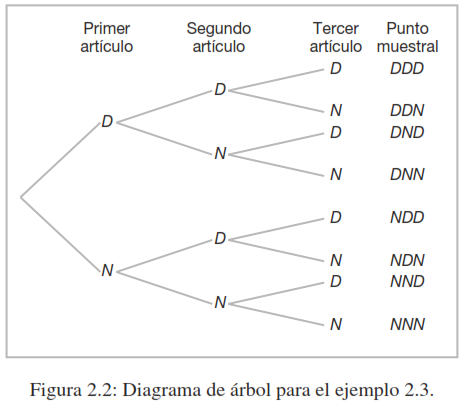 Primer Segundo Tercer Punto
artículo artículo artículo muestral
D DDD
D
N DDN
D
D DND
N
N DNN
D NDD
D
N NDN
N
D NND
N
N NNN
Figura 2.2: Diagrama de árbol para el ejemplo 2.3.